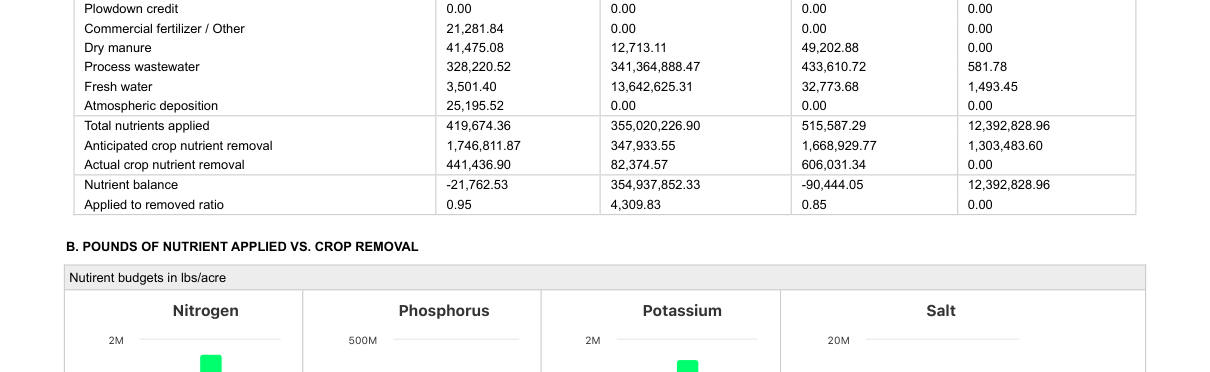 Plowdown credit 0.00 0.00 0.00 0.00
Commercial fertilizer / Other 21,281.84 0.00 0.00 0.00
Dry manure 41,475.08 12,713.11 49,202.88 0.00
Process wastewater 328,220.52 341,364,888.47 433,610.72 581.78
Fresh water 3,501.40 13,642,625.31 32,773.68 1,493.45
Atmospheric deposition 25,195.52 0.00 0.00 0.00
Total nutrients applied 419,674.36 355,020,226.90 515,587.29 12,392,828.96
Anticipated crop nutrient removal 1,746,811.87 347,933.55 1,668,929.77 1,303,483.60
Actual crop nutrient removal 441,436.90 82,374.57 606,031.34 0.00
Nutrient balance -21,762.53 354,937,852.33 -90,444.05 12,392,828.96
Applied to removed ratio 0.95 4,309.83 0.85 0.00
B. POUNDS OF NUTRIENT APPLIED VS. CROP REMOVAL
Nutirent budgets in lbs/acre
Nitrogen Phosphorus Potassium Salt
2M 500M 2M 20M